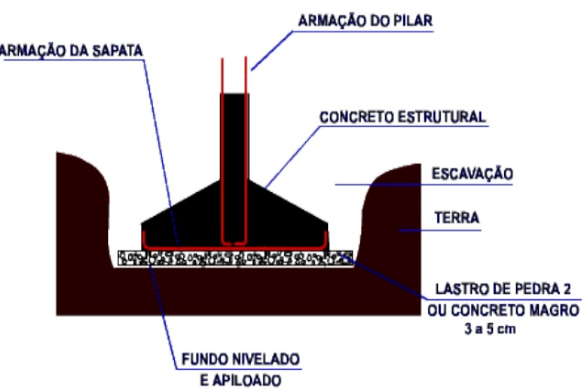 ARMAÇÃO DO PILAR
ARMAÇÃO DA SAPATA
CONCRETO ESTRUTURAL
ESCAVAÇÃO
TERRA
LASTRO DE PEDRA 2
OU CONCRETO MAGRO
3 a 5 cm
FUNDO NIVELADO
E APILOADO